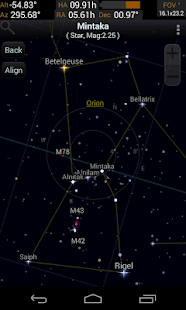 Alt -54.83° HA 09.91h FOV
Az 295.68° RA 05.61h Dec 00.97° 16.1x23.2
Mintaka
( Star, Mag:2.25 )
Back
Align
Betelgeuse
Orion
Bellatrix
M78
Mintaka
Alnilam
Alnitak
M43
M42
Saiph
Rigel